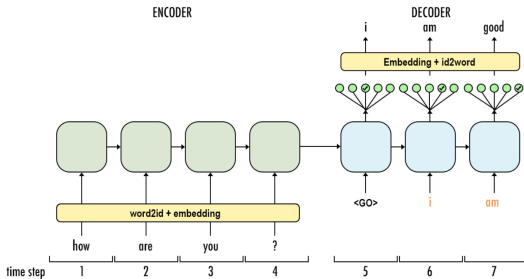 ENCODER DECODER
i am good
Embedding + id2word
word2id + embedding
<GO> i am
how are you ?
time step 1 2 3 4 5 6 7